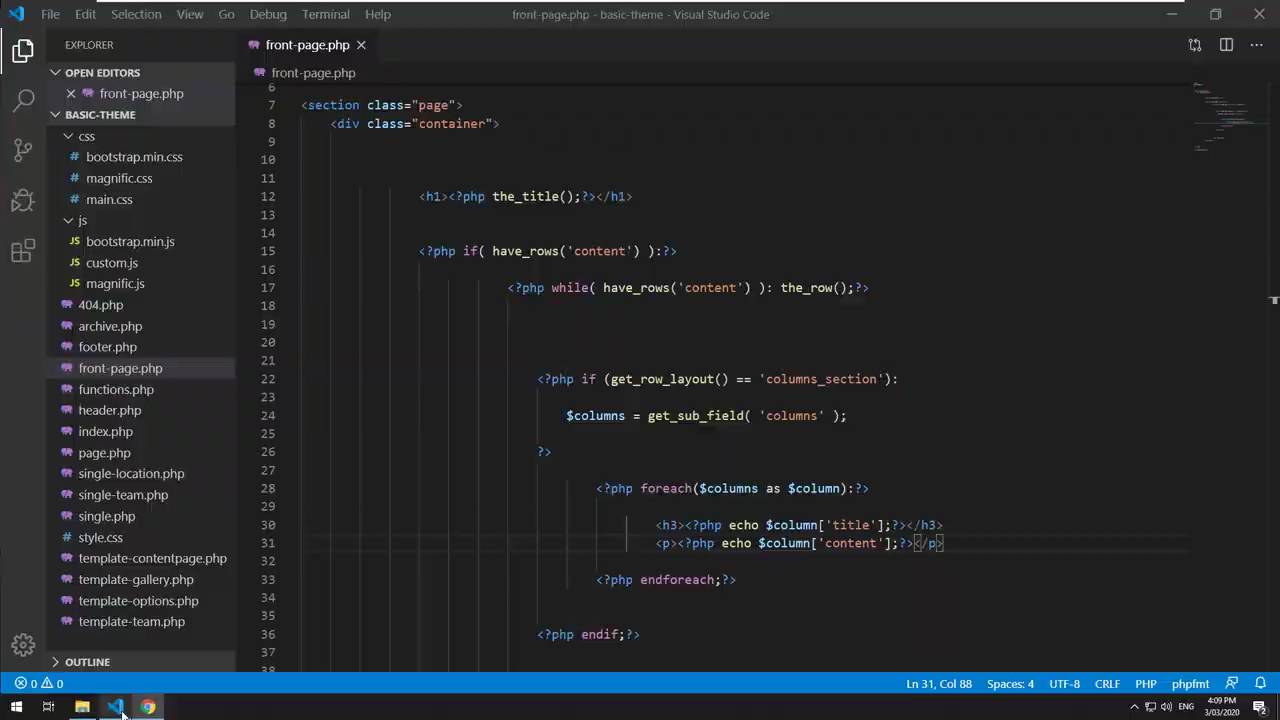 File Edit Selection View Go Debug Terminal Help front-page.php - basic-theme - Visual Studio Code
EXPLORER
OPEN EDITORS
front-page.php
BASIC-THEME
css
bootstrap.min.css
magnific.css
main.css
js
JS bootstrap.min.js
JS custom.js
JS magnific.js
404.php
archive.php
footer.php
front-page.php
functions.php
header.php
index.php
page.php
single-location.php
single-team.php
single.php
style.css
template-contentpage.php
template-gallery.php
template-options.php
template-team.php
OUTLINE
front-page.php
front-page.php
6
7 <section class="page">
8 <div class="container">
9
10
11
12 <h1><?php the_title();?></h1>
13
14
15 <?php if( have_rows('content') ):?>
16
17 <?php while( have_rows('content') ): the_row();?>
18
19
20
21
22 <?php if (get_row_layout() == 'columns_section'):
23
24 $columns = get_sub_field( 'columns' );
25
26 ?>
27
28 <?php foreach($columns as $column):?>
29
30 <h3><?php echo $column['title'];?></h3>
31 <p><?php echo $column['content'];?></p>
32
33 <?php endforeach;?>
34
35
36 <?php endif;?>
37
38
0 0 Ln 31, Col 88 Spaces: 4 UTF-8 CRLF PHP phpfmt
ENG 4:09 PM
3/03/2020